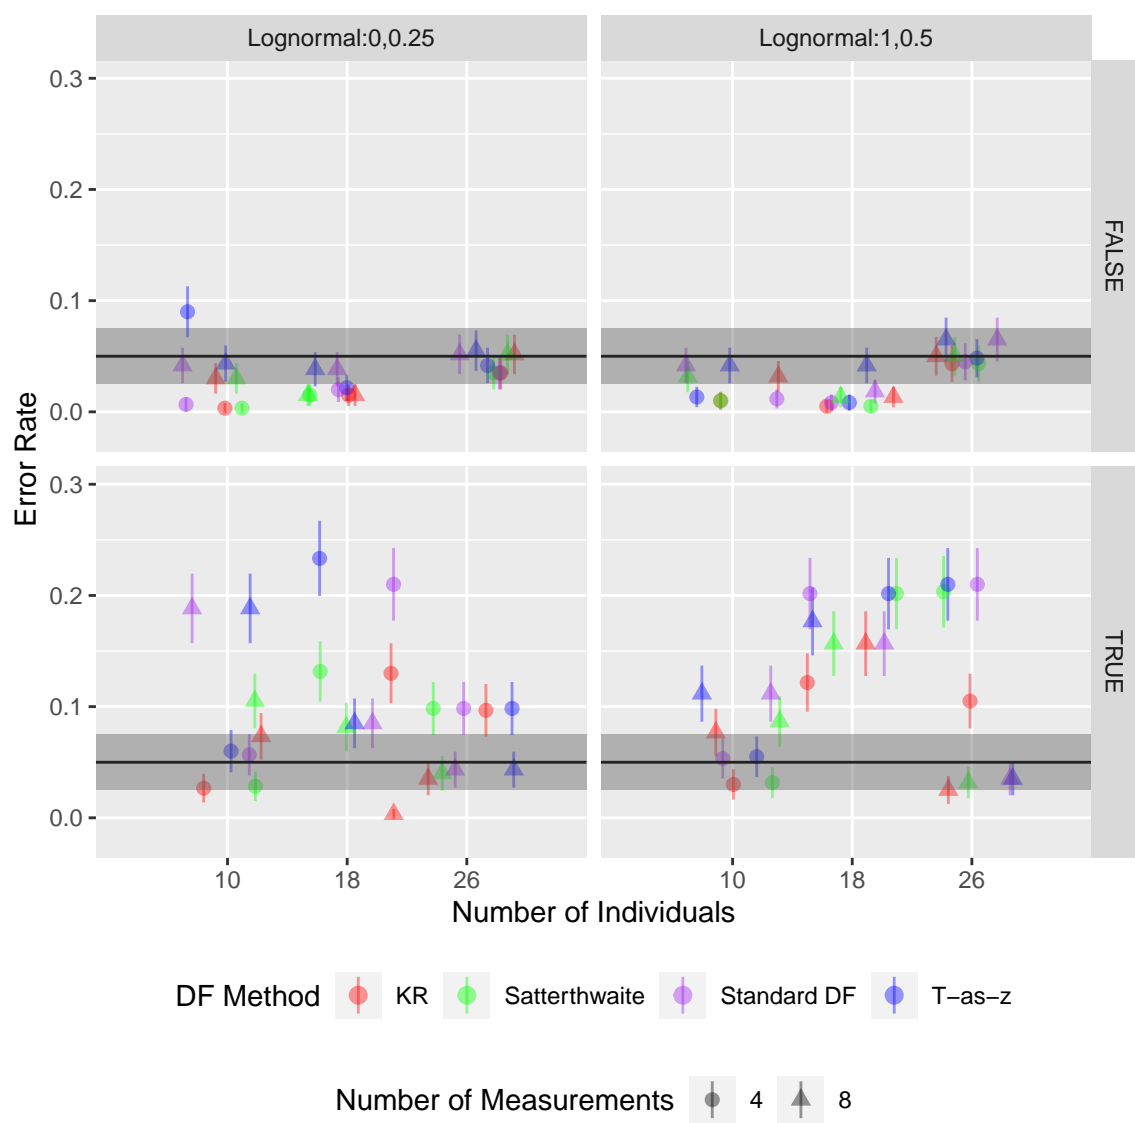 Lognormal:0,0.25 Lognormal:1,0.5
0.3
0.2
0.1
0.0
FALSE
0.3
0.2
0.1
0.0
TRUE
Error Rate
10 18 26 10 18 26
Number of Individuals
DF Method KR Satterthwaite Standard DF T−as−z
Number of Measurements 4 8